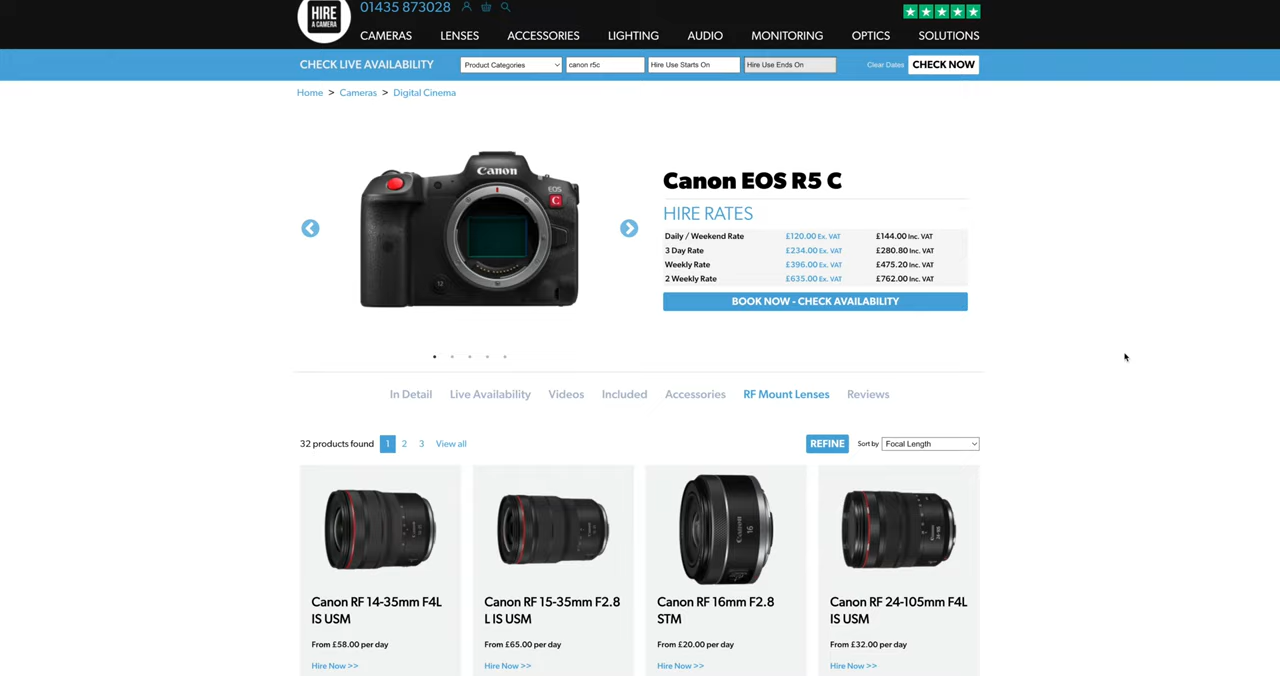 HIRE
A CAMERA
01435 873028
CAMERAS LENSES ACCESSORIES LIGHTING AUDIO MONITORING OPTICS SOLUTIONS
CHECK LIVE AVAILABILITY Product Categories canon r5c Hire Use Starts On Hire Use Ends On Clear Dates CHECK NOW
Home > Cameras > Digital Cinema
Canon
EOS
C
R5
Canon EOS R5 C
HIRE RATES
Daily / Weekend Rate £120.00 Ex. VAT £144.00 Inc. VAT
3 Day Rate £234.00 Ex. VAT £280.80 Inc. VAT
Weekly Rate £396.00 Ex. VAT £475.20 Inc. VAT
2 Weekly Rate £635.00 Ex. VAT £762.00 Inc. VAT
BOOK NOW - CHECK AVAILABILITY
In Detail Live Availability Videos Included Accessories RF Mount Lenses Reviews
32 products found 1 2 3 View all REFINE Sort by Focal Length
Canon 16
Canon RF 14-35mm F4L
IS USM
From £58.00 per day
Hire Now >>
Canon RF 15-35mm F2.8
L IS USM
From £65.00 per day
Hire Now >>
Canon RF 16mm F2.8
STM
From £20.00 per day
Hire Now >>
Canon RF 24-105mm F4L
IS USM
From £32.00 per day
Hire Now >>